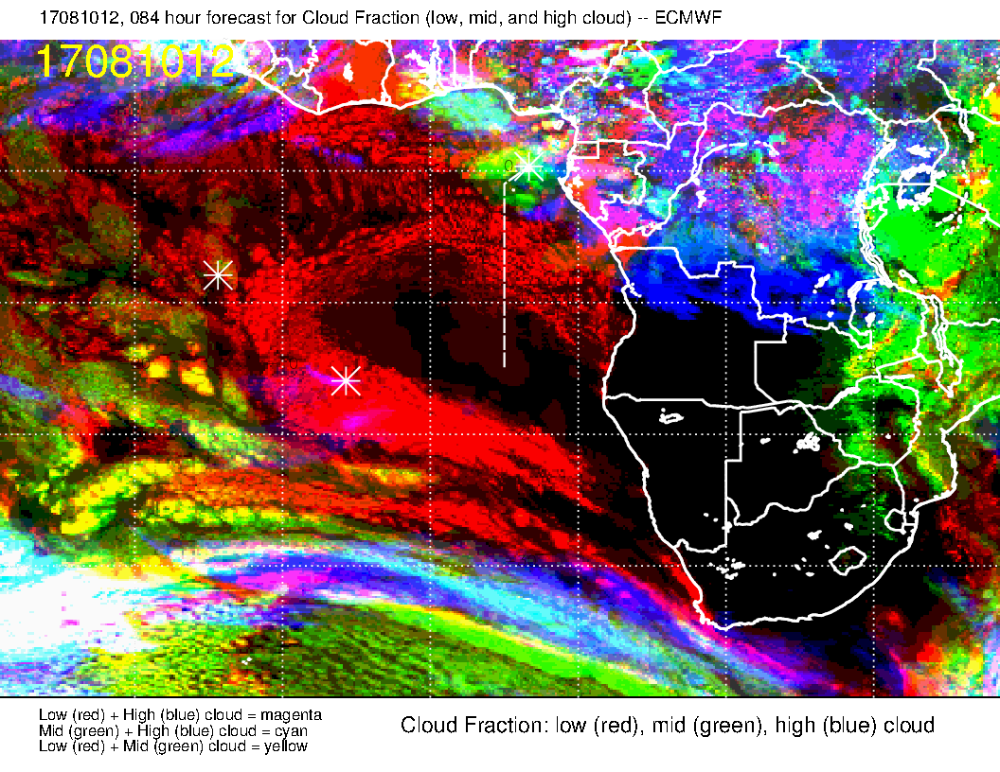 17081012, 084 hour forecast for Cloud Fraction (low, mid, and high cloud) -- ECMWF
17081012
0
30
Low (red) + High (blue) cloud = magenta
Mid (green) + High (blue) cloud = cyan
Low (red) + Mid (green) cloud = yellow
Cloud Fraction: low (red), mid (green), high (blue) cloud